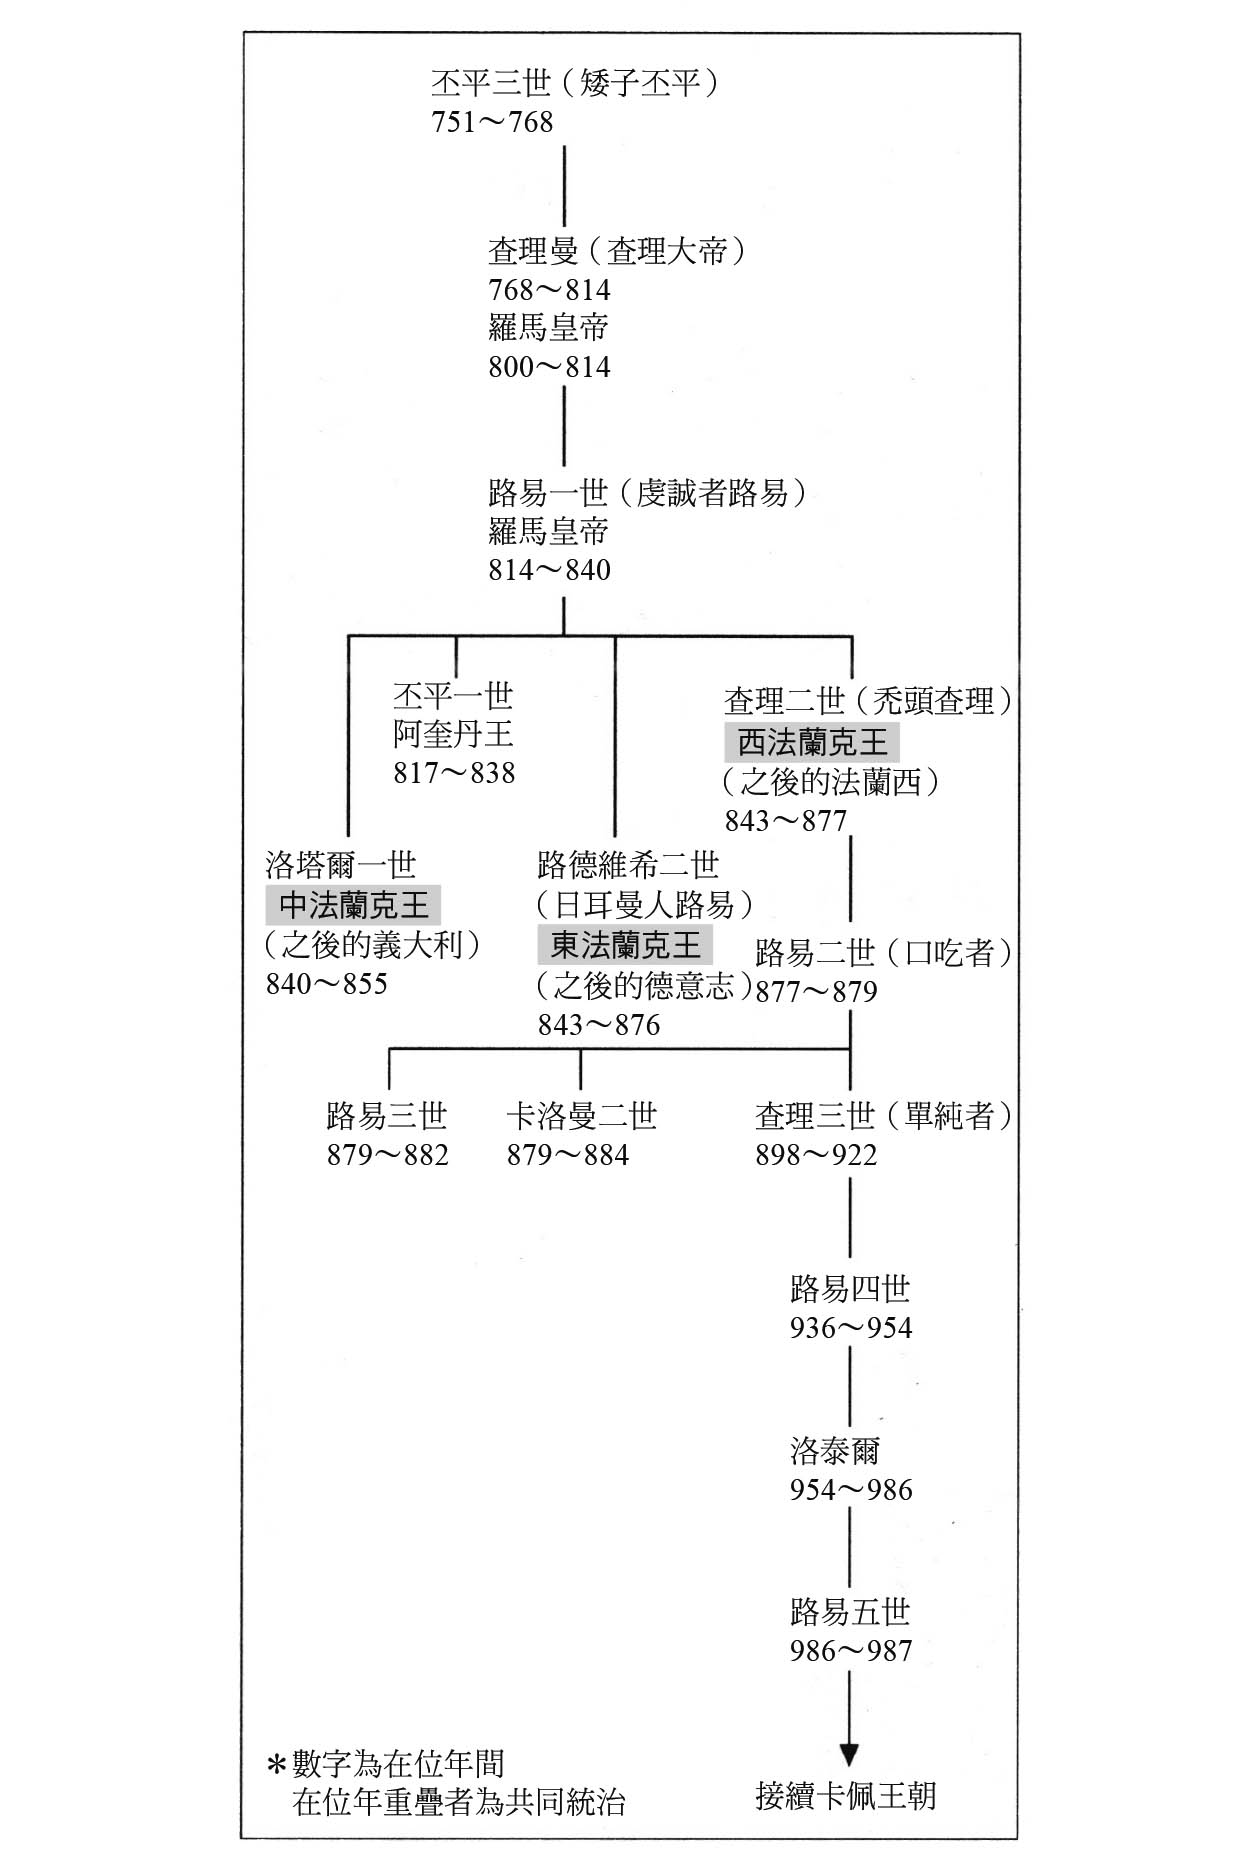 丕平三世（矮子丕平）
751～768
查理曼（查理大帝）
768～814
羅馬皇帝
800～814
路易一世（虔誠者路易）
羅馬皇帝
814～840
丕平一世
阿奎丹王
817～838
查理二世（禿頭查理）
西法蘭克王
（之後的法蘭西）
843～877
洛塔爾一世
中法蘭克王
（之後的義大利）
840～855
路德維希二世
（日耳曼人路易）
東法蘭克王
（之後的德意志）
843～876
路易二世（口吃者）
877～879
路易三世
879～882
卡洛曼二世
879～884
查理三世（單純者）
898～922
路易四世
936～954
洛泰爾
954～986
路易五世
986～987
接續卡佩王朝
＊數字為在位年間
在位年重疊者為共同統治